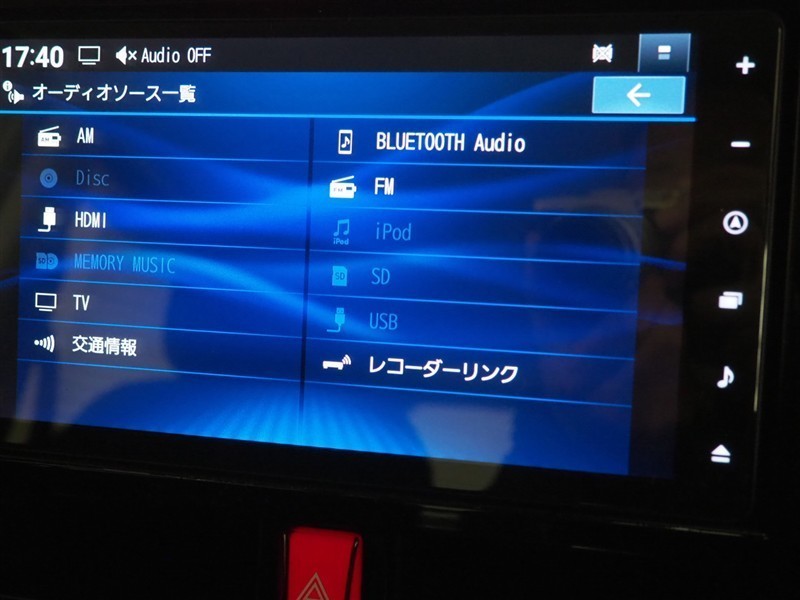 17:40 Audio OFF
オーディオソース一覧
AM
Disc
HDMI
MEMORY MUSIC
TV
交通情報
BLUETOOTH Audio
FM
iPod
SD
USB
レコーダーリンク